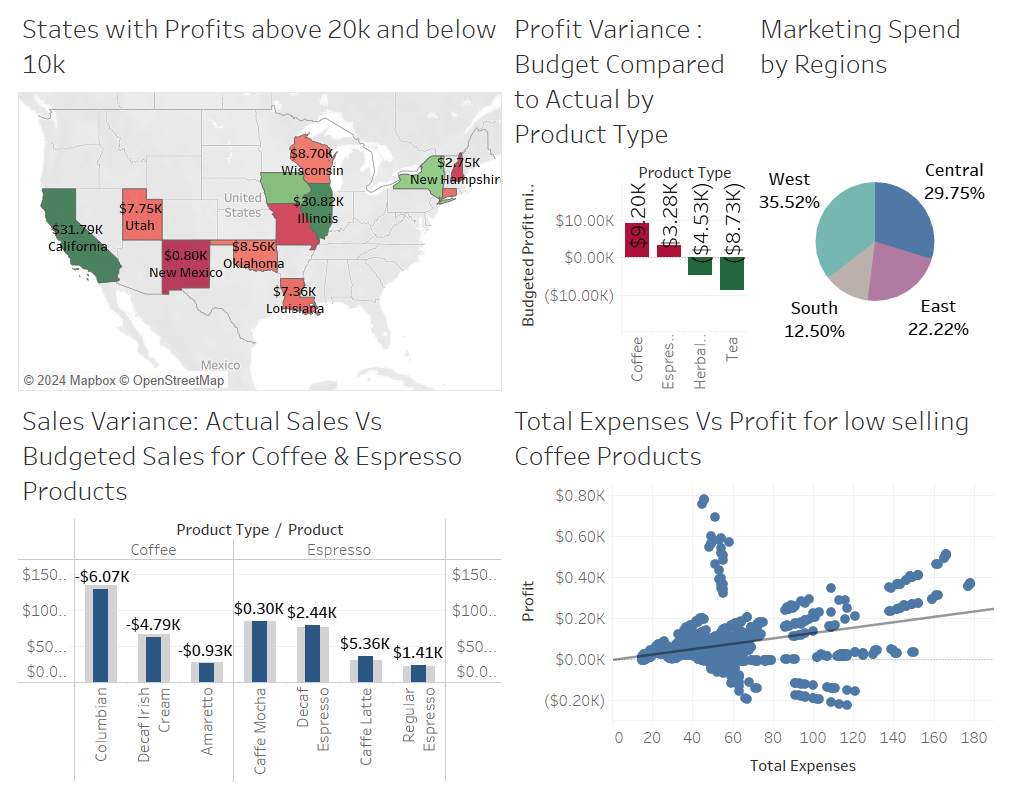 States with Profits above 20k and below
10k
Profit Variance :
Budget Compared
to Actual by
Product Type
Marketing Spend
by Regions
$8.70K
Wisconsin
$2.75K
New Hampshir
$7.75K
Utah
United
States
$30.82K
Illinois
$31.79K
California
$0.80K
New Mexico
$8.56K
Oklahoma
$7.36K
Louisiana
Mexico
© 2024 Mapbox © OpenStreetMap
Product Type
Budgeted Profit mi..
$10.00K
$0.00K
($10.00K)
$9.20K
$3.28K
($4.53K)
($8.73K)
Coffee
Espres..
Herbal..
Tea
West
35.52%
Central
29.75%
South
12.50%
East
22.22%
Sales Variance: Actual Sales Vs
Budgeted Sales for Coffee & Espresso
Products
Product Type / Product
Coffee
Espresso
$150..
$100..
$50...
$0.0..
-$6.07K
-$4.79K
-$0.93K
$0.30K
$2.44K
$5.36K
$1.41K
$150..
$100..
$50...
$0.0..
Columbian
Decaf Irish
Cream
Amaretto
Caffe Mocha
Decaf
Espresso
Caffe Latte
Regular
Espresso
Total Expenses Vs Profit for low selling
Coffee Products
Profit
$0.80K
$0.60K
$0.40K
$0.20K
$0.00K
($0.20K)
0 20 40 60 80 100 120 140 160 180
Total Expenses